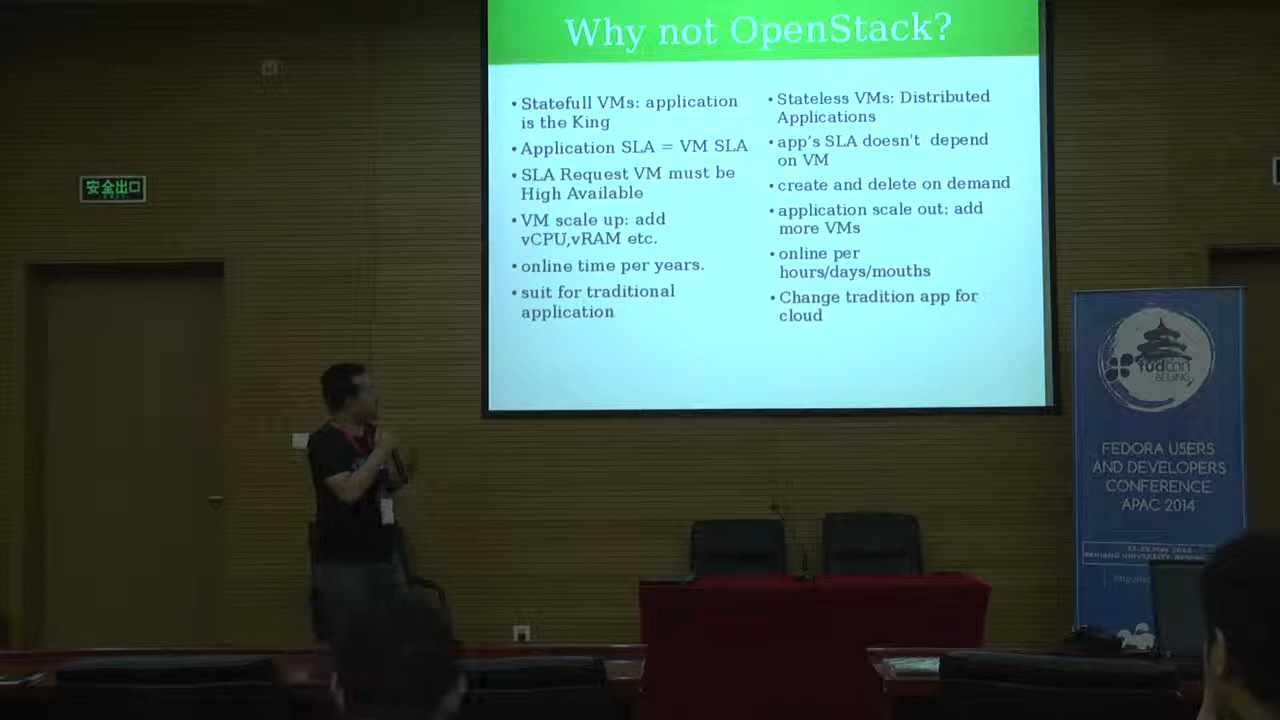 Why not OpenStack?
• Statefull VMs: application
is the King
• Application SLA = VM SLA
• SLA Request VM must be
High Available
• VM scale up: add
vCPU,vRAM etc.
• online time per years.
• suit for traditional
application
• Stateless VMs: Distributed
Applications
• app’s SLA doesn't  depend
on VM
• create and delete on demand
• application scale out: add
more VMs
• online per
hours/days/mouths
• Change tradition app for
cloud
安全出口
fudcon
BEIJING
FEDORA USERS
AND DEVELOPERS
CONFERENCE
APAC 2014